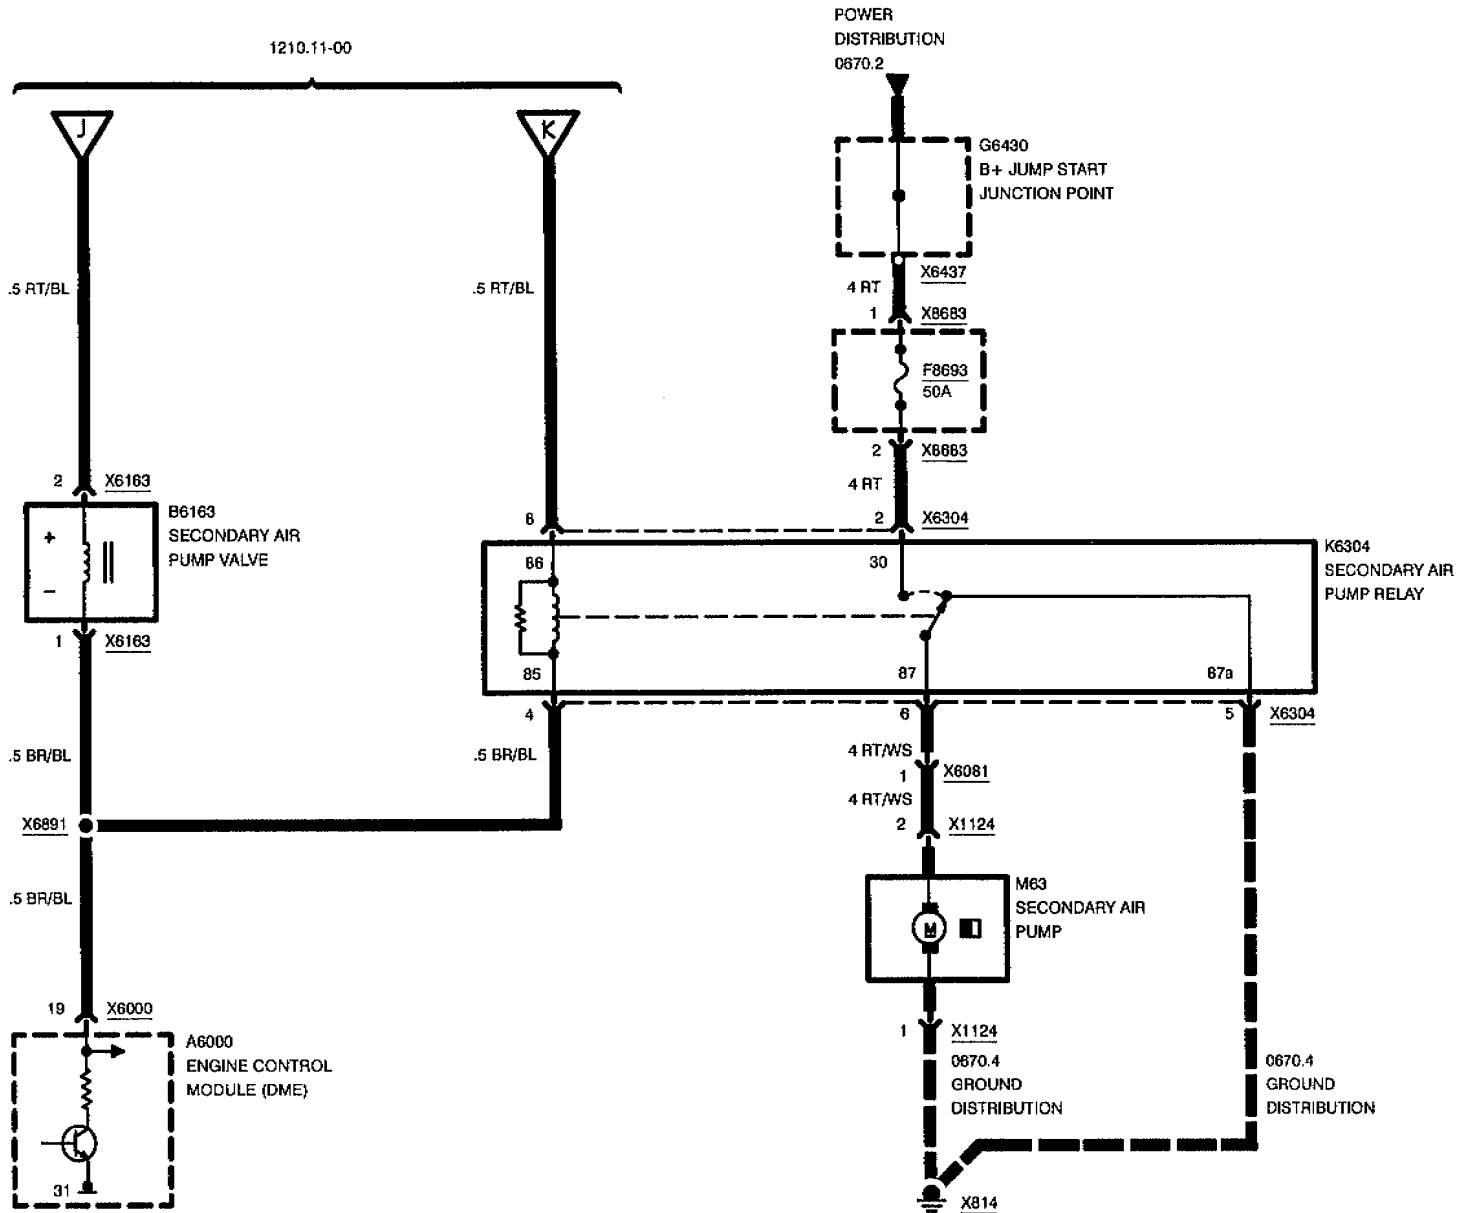 1210.11-00
J
K
.5 RT/BL
.5 RT/BL
POWER
DISTRIBUTION
0670.2
G6430
B+ JUMP START
JUNCTION POINT
X6437
4 RT
1
X8683
F8693
50A
2
X8683
4 RT
2
X6304
2
X6163
B6163
SECONDARY AIR
PUMP VALVE
+
−
1
X6163
8
86
30
K6304
SECONDARY AIR
PUMP RELAY
85
87
87a
4
6
5
X6304
.5 BR/BL
.5 BR/BL
4 RT/WS
1
X6081
4 RT/WS
2
X1124
X6891
.5 BR/BL
M63
SECONDARY AIR
PUMP
M
19
X6000
A6000
ENGINE CONTROL
MODULE (DME)
31
1
X1124
0670.4
GROUND
DISTRIBUTION
0670.4
GROUND
DISTRIBUTION
X814